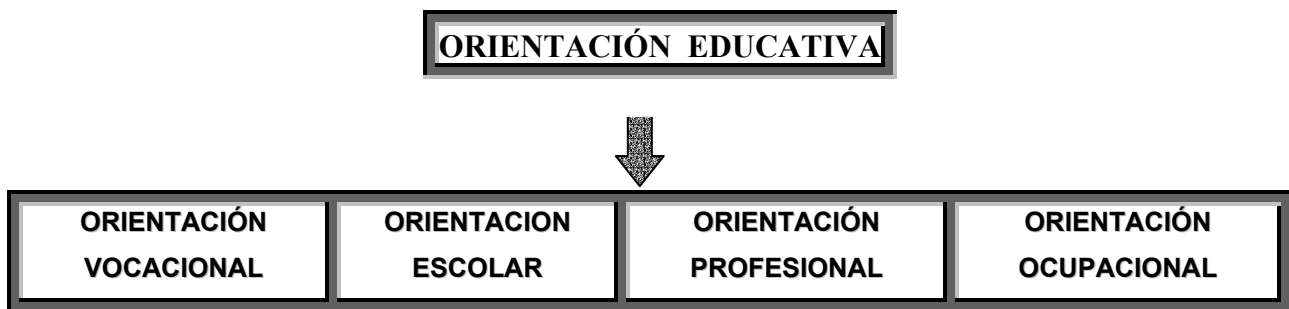 ORIENTACIÓN EDUCATIVA
ORIENTACIÓN VOCACIONAL
ORIENTACION ESCOLAR
ORIENTACIÓN PROFESIONAL
ORIENTACIÓN OCUPACIONAL